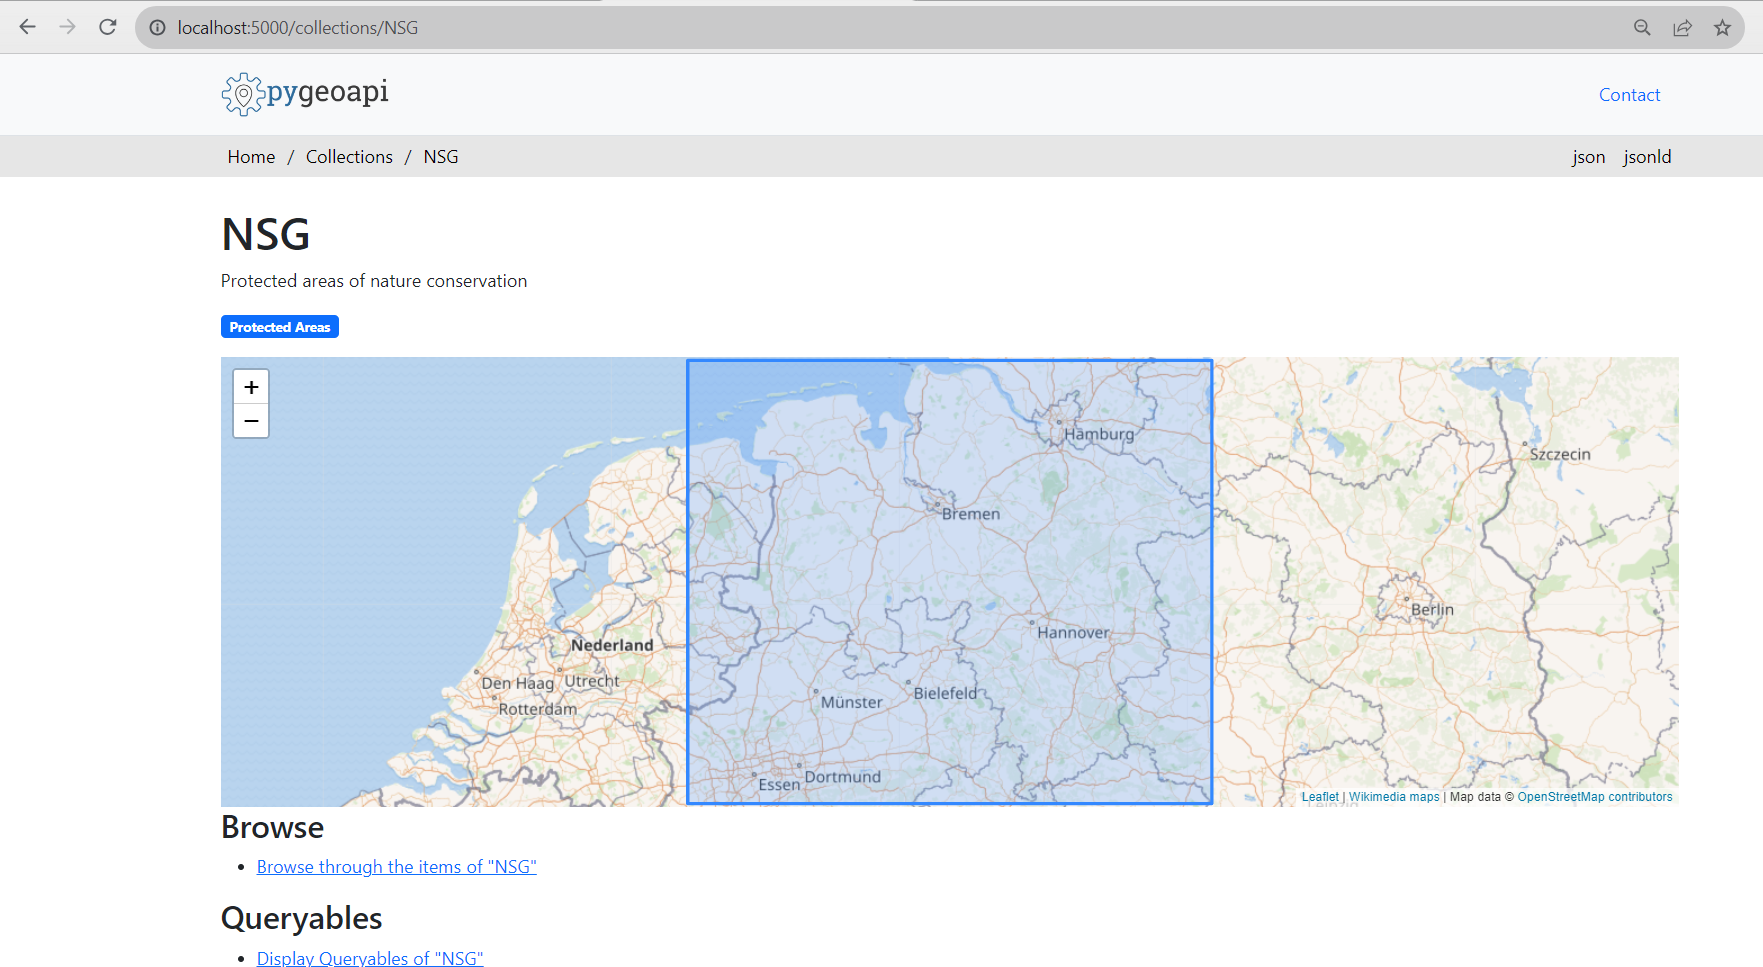 localhost:5000/collections/NSG
pygeoapi
Contact
Home / Collections / NSG
json jsonld
NSG
Protected areas of nature conservation
Protected Areas
+
−
Hamburg
Szczecin
Bremen
Berlin
Hannover
Nederland
Den Haag
Utrecht
Rotterdam
Münster
Bielefeld
Essen
Dortmund
Leipzig
Leaflet | Wikimedia maps | Map data © OpenStreetMap contributors
Browse
• Browse through the items of "NSG"
Queryables
• Display Queryables of "NSG"